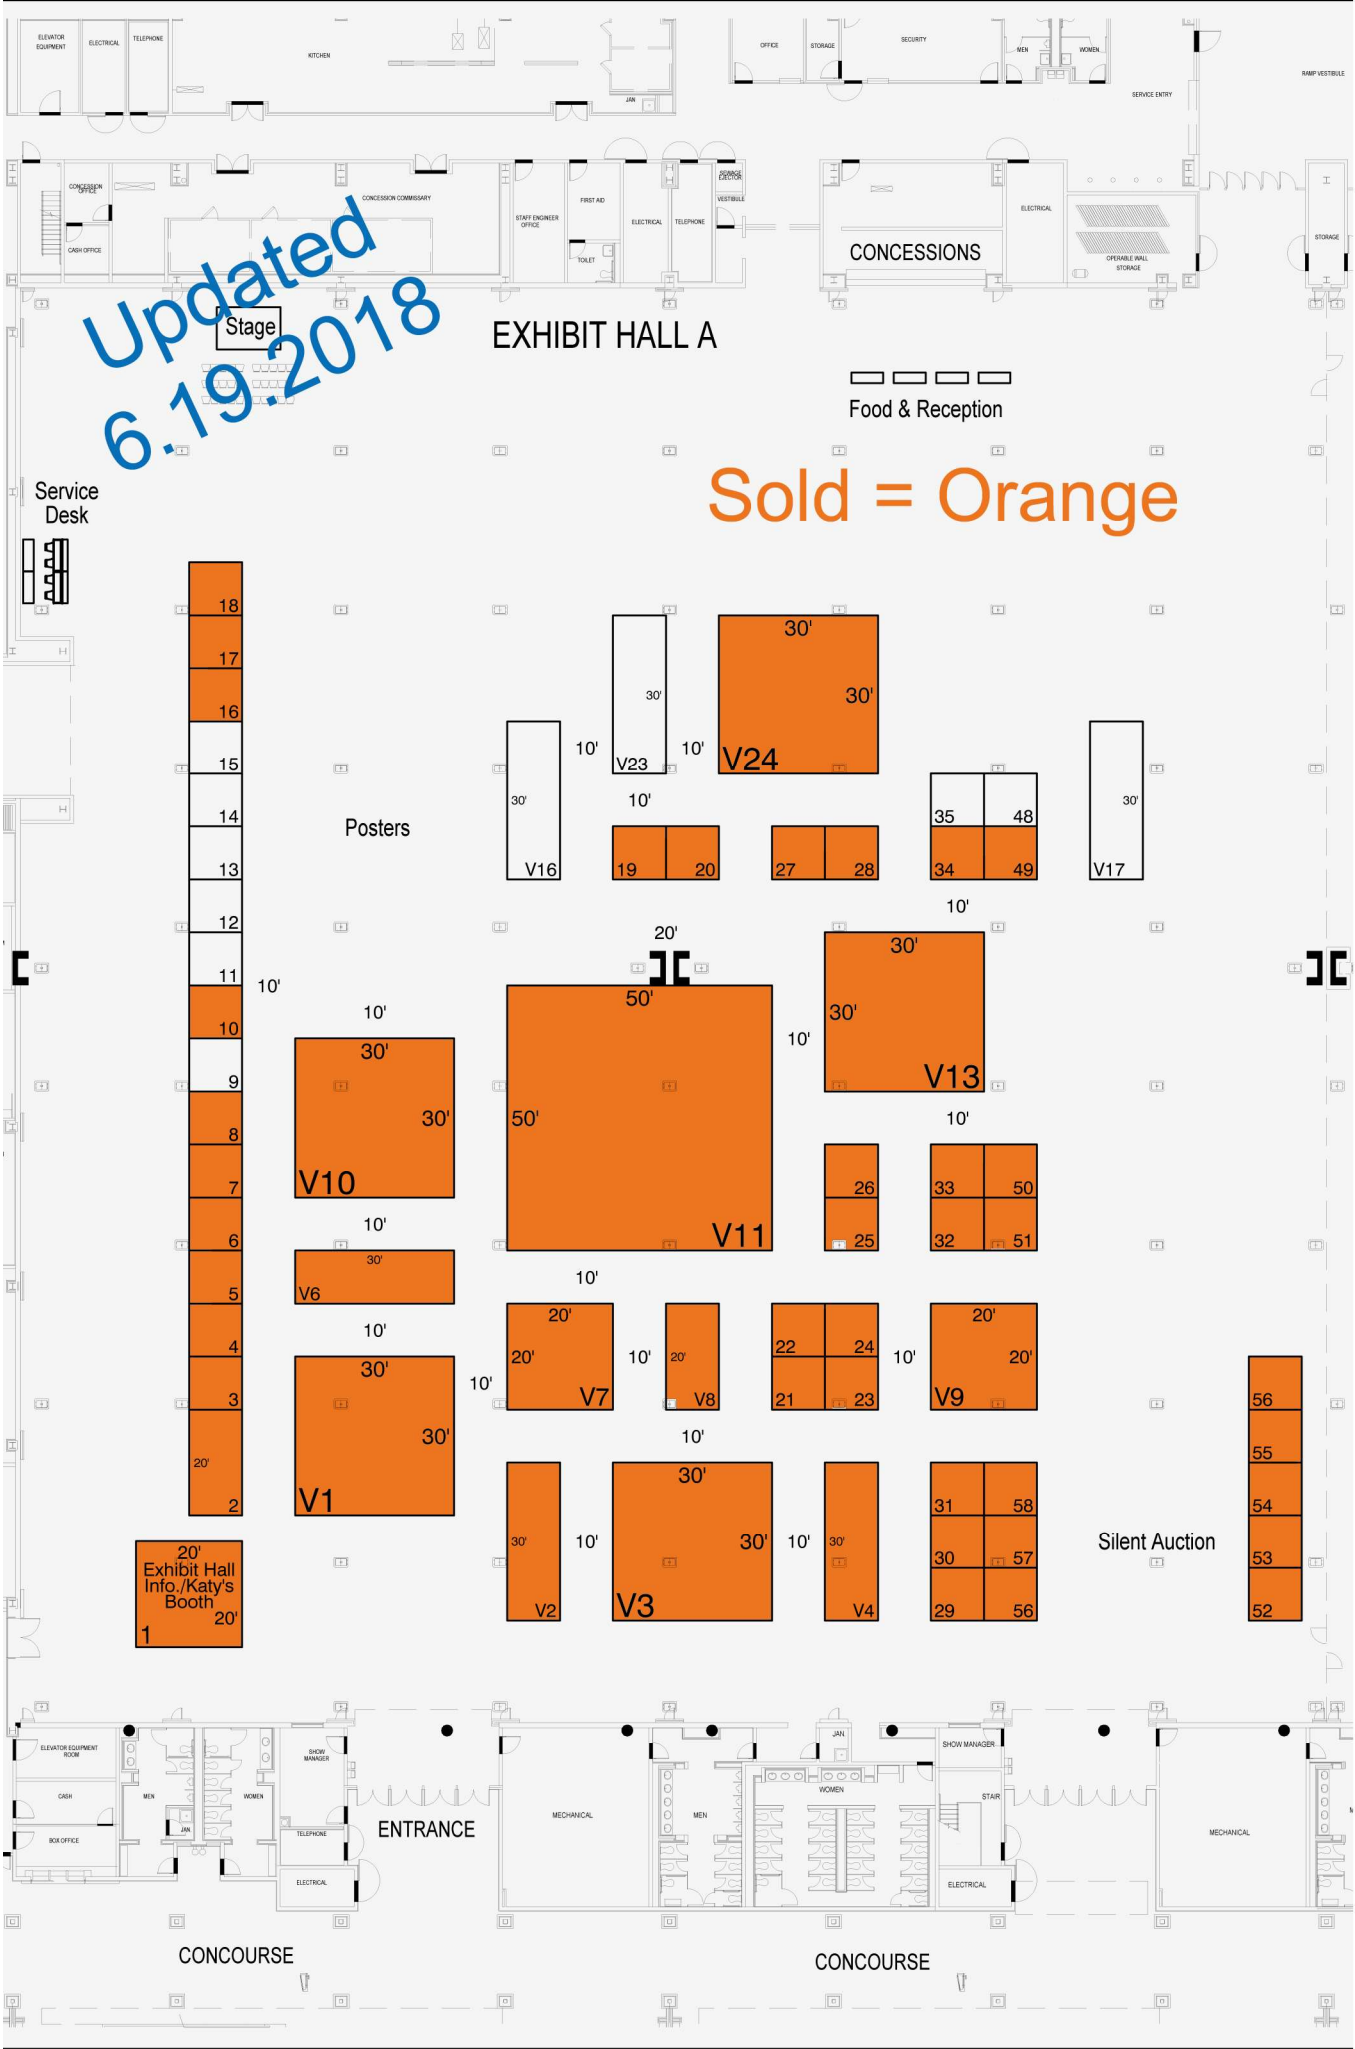 ELEVATOR
EQUIPMENT
ELECTRICAL
TELEPHONE
KITCHEN
JAN
OFFICE
STORAGE
SECURITY
MEN
WOMEN
SERVICE ENTRY
RAMP VESTIBULE
CONCESSION
OFFICE
CASH OFFICE
CONCESSION COMMISSARY
STAFF ENGINEER
OFFICE
FIRST AID
TOILET
ELECTRICAL
TELEPHONE
SEWAGE
EJECTOR
VESTIBULE
CONCESSIONS
ELECTRICAL
OPERABLE WALL
STORAGE
STORAGE
Updated
6.19.2018
Stage
EXHIBIT HALL A
Food & Reception
Sold = Orange
Service
Desk
18
17
16
15
14
13
12
11
10
9
8
7
6
5
4
3
20'
2
20'
Exhibit Hall
Info./Katy's
Booth
20'
1
Posters
30'
V23
10'
10'
10'
30'
30'
V24
30'
V16
19
20
27
28
35
48
34
49
30'
V17
10'
20'
10'
10'
30'
30'
V10
50'
50'
V11
10'
30'
30'
V13
10'
26
25
33
50
32
51
10'
30'
V6
10'
10'
30'
30'
V1
10'
20'
20'
V7
10'
20'
V8
22
24
21
23
10'
20'
20'
V9
10'
30'
V2
10'
30'
30'
V3
10'
30'
V4
31
58
30
57
29
56
Silent Auction
56
55
54
53
52
ELEVATOR EQUIPMENT
ROOM
CASH
BOX OFFICE
MEN
JAN.
WOMEN
SHOW
MANAGER
TELEPHONE
ELECTRICAL
ENTRANCE
MECHANICAL
MEN
JAN.
WOMEN
SHOW MANAGER
STAIR
ELECTRICAL
MECHANICAL
CONCOURSE
CONCOURSE